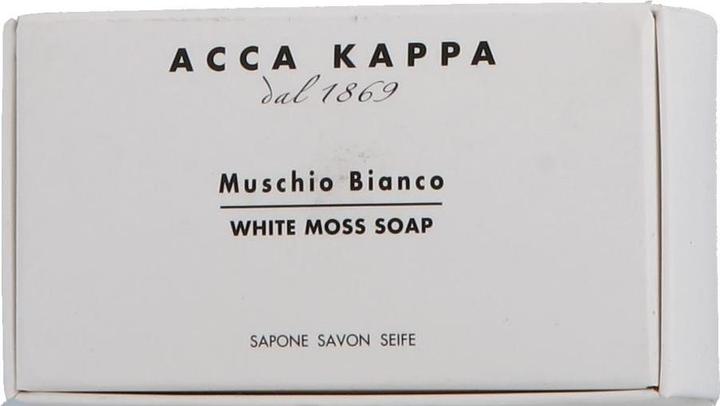 ACCA KAPPA
dal 1869
Muschio Bianco
WHITE MOSS SOAP
SAPONE SAVON SEIFE